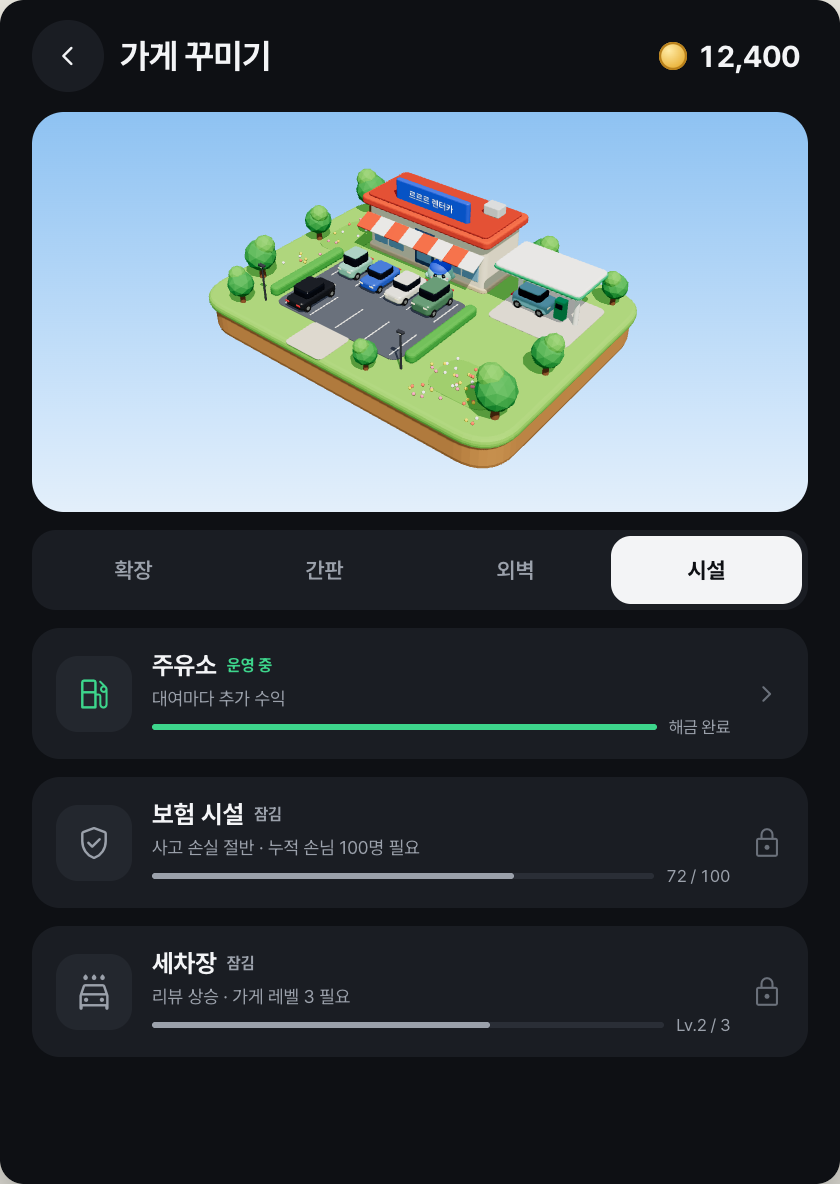 가게 꾸미기
12,400
르르르 렌터카
확장 간판 외벽 시설
주유소 운영 중
대여마다 추가 수익
해금 완료
보험 시설 잠김
사고 손실 절반 · 누적 손님 100명 필요
72 / 100
세차장 잠김
리뷰 상승 · 가게 레벨 3 필요
Lv.2 / 3